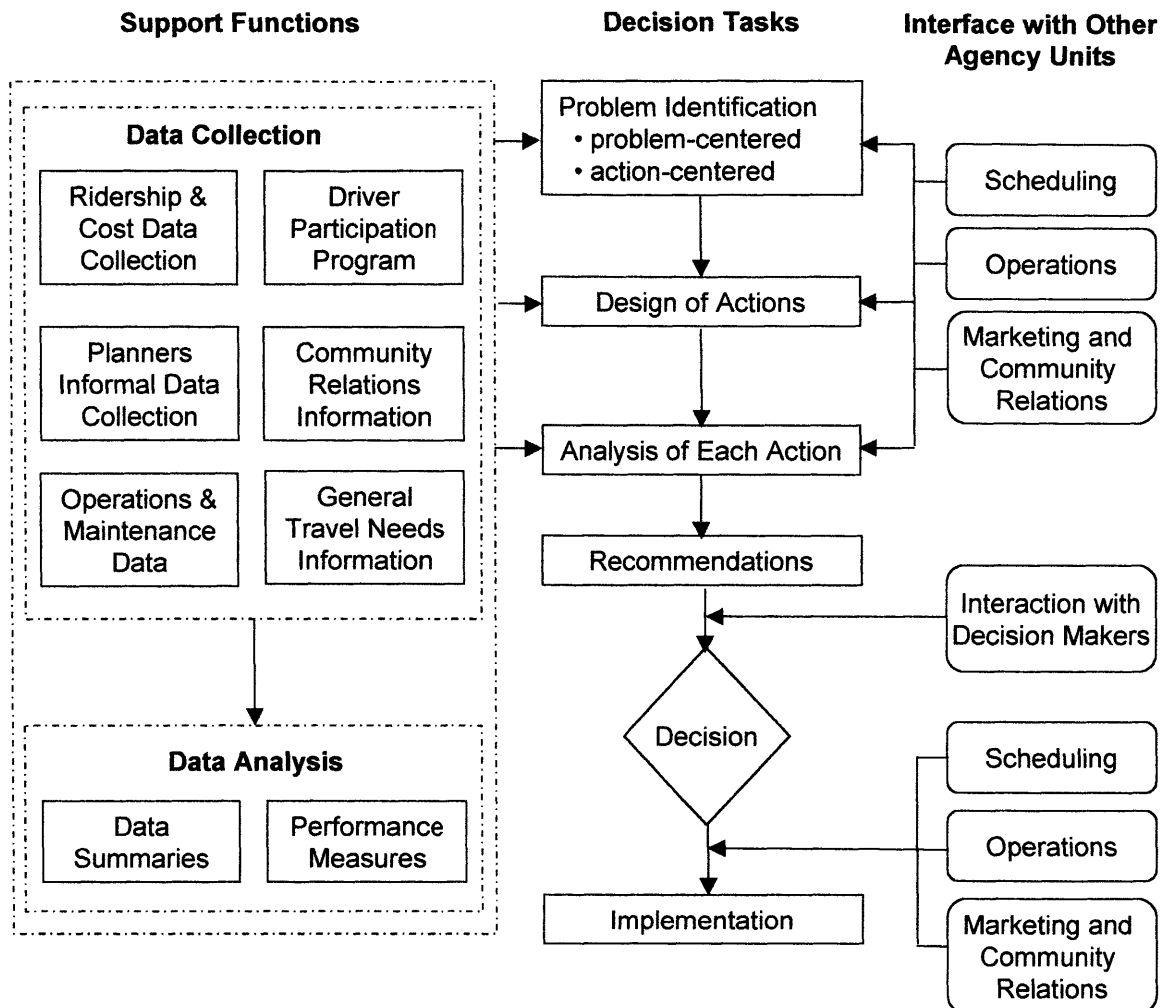 Support Functions
Decision Tasks
Interface with Other
Agency Units
Data Collection
Ridership &
Cost Data
Collection
Driver
Participation
Program
Planners
Informal Data
Collection
Community
Relations
Information
Operations &
Maintenance
Data
General
Travel Needs
Information
Data Analysis
Data
Summaries
Performance
Measures
Problem Identification
• problem-centered
• action-centered
Design of Actions
Analysis of Each Action
Recommendations
Decision
Implementation
Scheduling
Operations
Marketing and
Community
Relations
Interaction with
Decision Makers
Scheduling
Operations
Marketing and
Community
Relations